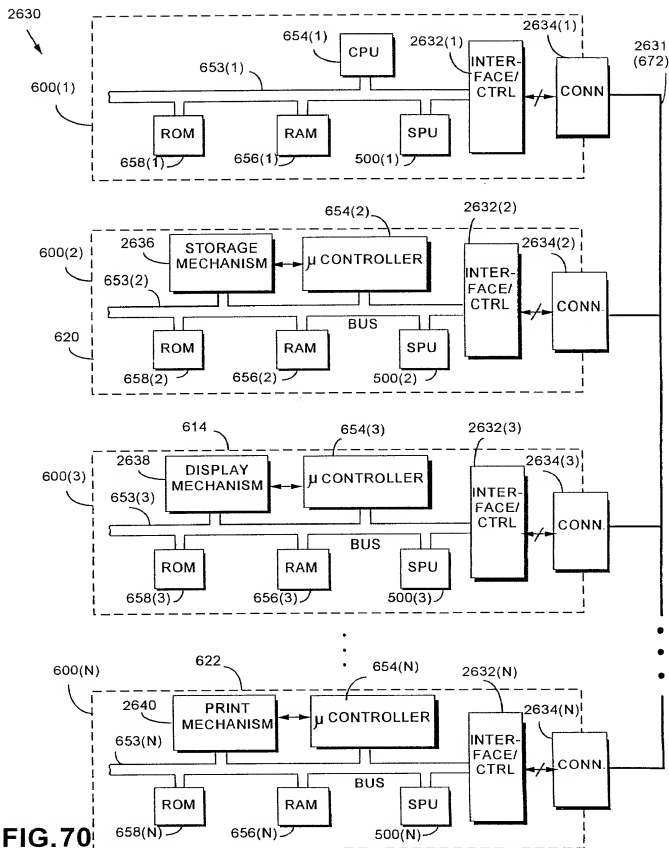 2630
654(1)
2632(1)
2634(1)
2631
(672)
653(1)
CPU
INTER-
FACE/
CTRL
CONN.
600(1)
ROM
RAM
SPU
658(1)
656(1)
500(1)
654(2)
2632(2)
600(2)
2636
STORAGE
MECHANISM
µ CONTROLLER
2634(2)
653(2)
INTER-
FACE/
CTRL
CONN.
BUS
620
ROM
RAM
SPU
658(2)
656(2)
500(2)
614
654(3)
2632(3)
600(3)
2638
DISPLAY
MECHANISM
µ CONTROLLER
2634(3)
653(3)
INTER-
FACE/
CTRL
CONN.
BUS
ROM
RAM
SPU
658(3)
656(3)
500(3)
622
654(N)
2632(N)
600(N)
2640
PRINT
MECHANISM
µ CONTROLLER
2634(N)
653(N)
INTER-
FACE/
CTRL
CONN.
BUS
ROM
RAM
SPU
658(N)
656(N)
500(N)
FIG.70